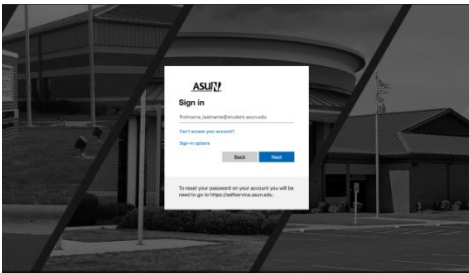 ASUN
Sign in
firstname_lastname@student.asun.edu
Can't access your account?
Sign-in options
Back Next
To reset your password on your account you will be
need to go to https://selfservice.asun.edu.